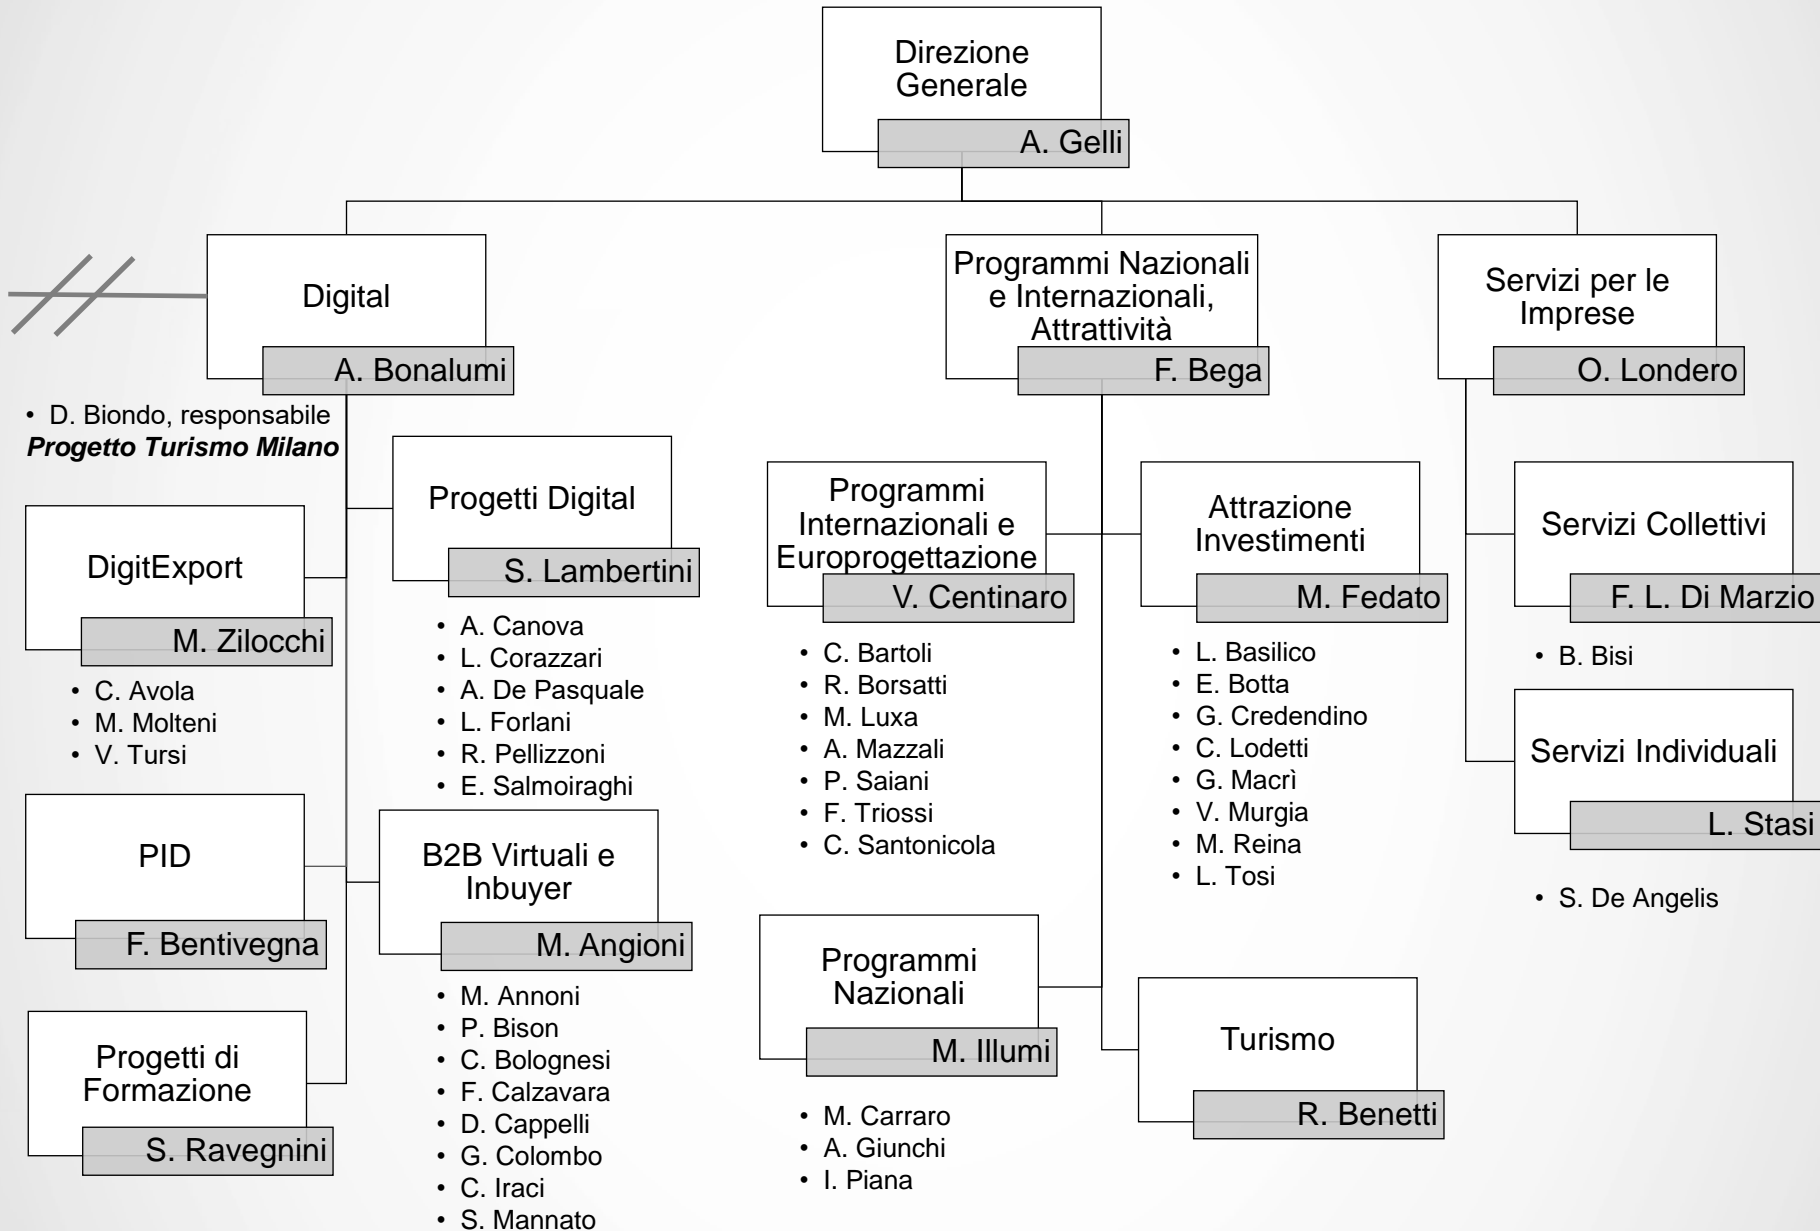 Direzione
Generale
A. Gelli
Digital
A. Bonalumi
• D. Biondo, responsabile
Progetto Turismo Milano
DigitExport
M. Zilocchi
• C. Avola
• M. Molteni
• V. Tursi
PID
F. Bentivegna
Progetti di
Formazione
S. Ravegnini
Progetti Digital
S. Lambertini
• A. Canova
• L. Corazzari
• A. De Pasquale
• L. Forlani
• R. Pellizzoni
• E. Salmoiraghi
B2B Virtuali e
Inbuyer
M. Angioni
• M. Annoni
• P. Bison
• C. Bolognesi
• F. Calzavara
• D. Cappelli
• G. Colombo
• C. Iraci
• S. Mannato
Programmi Nazionali
e Internazionali,
Attrattività
F. Bega
Programmi
Internazionali e
Europrogettazione
V. Centinaro
• C. Bartoli
• R. Borsatti
• M. Luxa
• A. Mazzali
• P. Saiani
• F. Triossi
• C. Santonicola
Programmi
Nazionali
M. Illumi
• M. Carraro
• A. Giunchi
• I. Piana
Attrazione
Investimenti
M. Fedato
• L. Basilico
• E. Botta
• G. Credendino
• C. Lodetti
• G. Macrì
• V. Murgia
• M. Reina
• L. Tosi
Turismo
R. Benetti
Servizi per le
Imprese
O. Londero
Servizi Collettivi
F. L. Di Marzio
• B. Bisi
Servizi Individuali
L. Stasi
• S. De Angelis